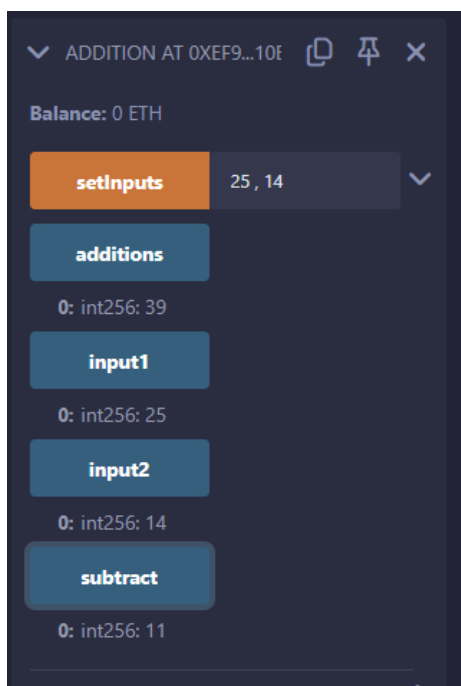 ADDITION AT 0XEF9...10E
Balance: 0 ETH
setInputs 25 , 14
additions
0: int256: 39
input1
0: int256: 25
input2
0: int256: 14
subtract
0: int256: 11